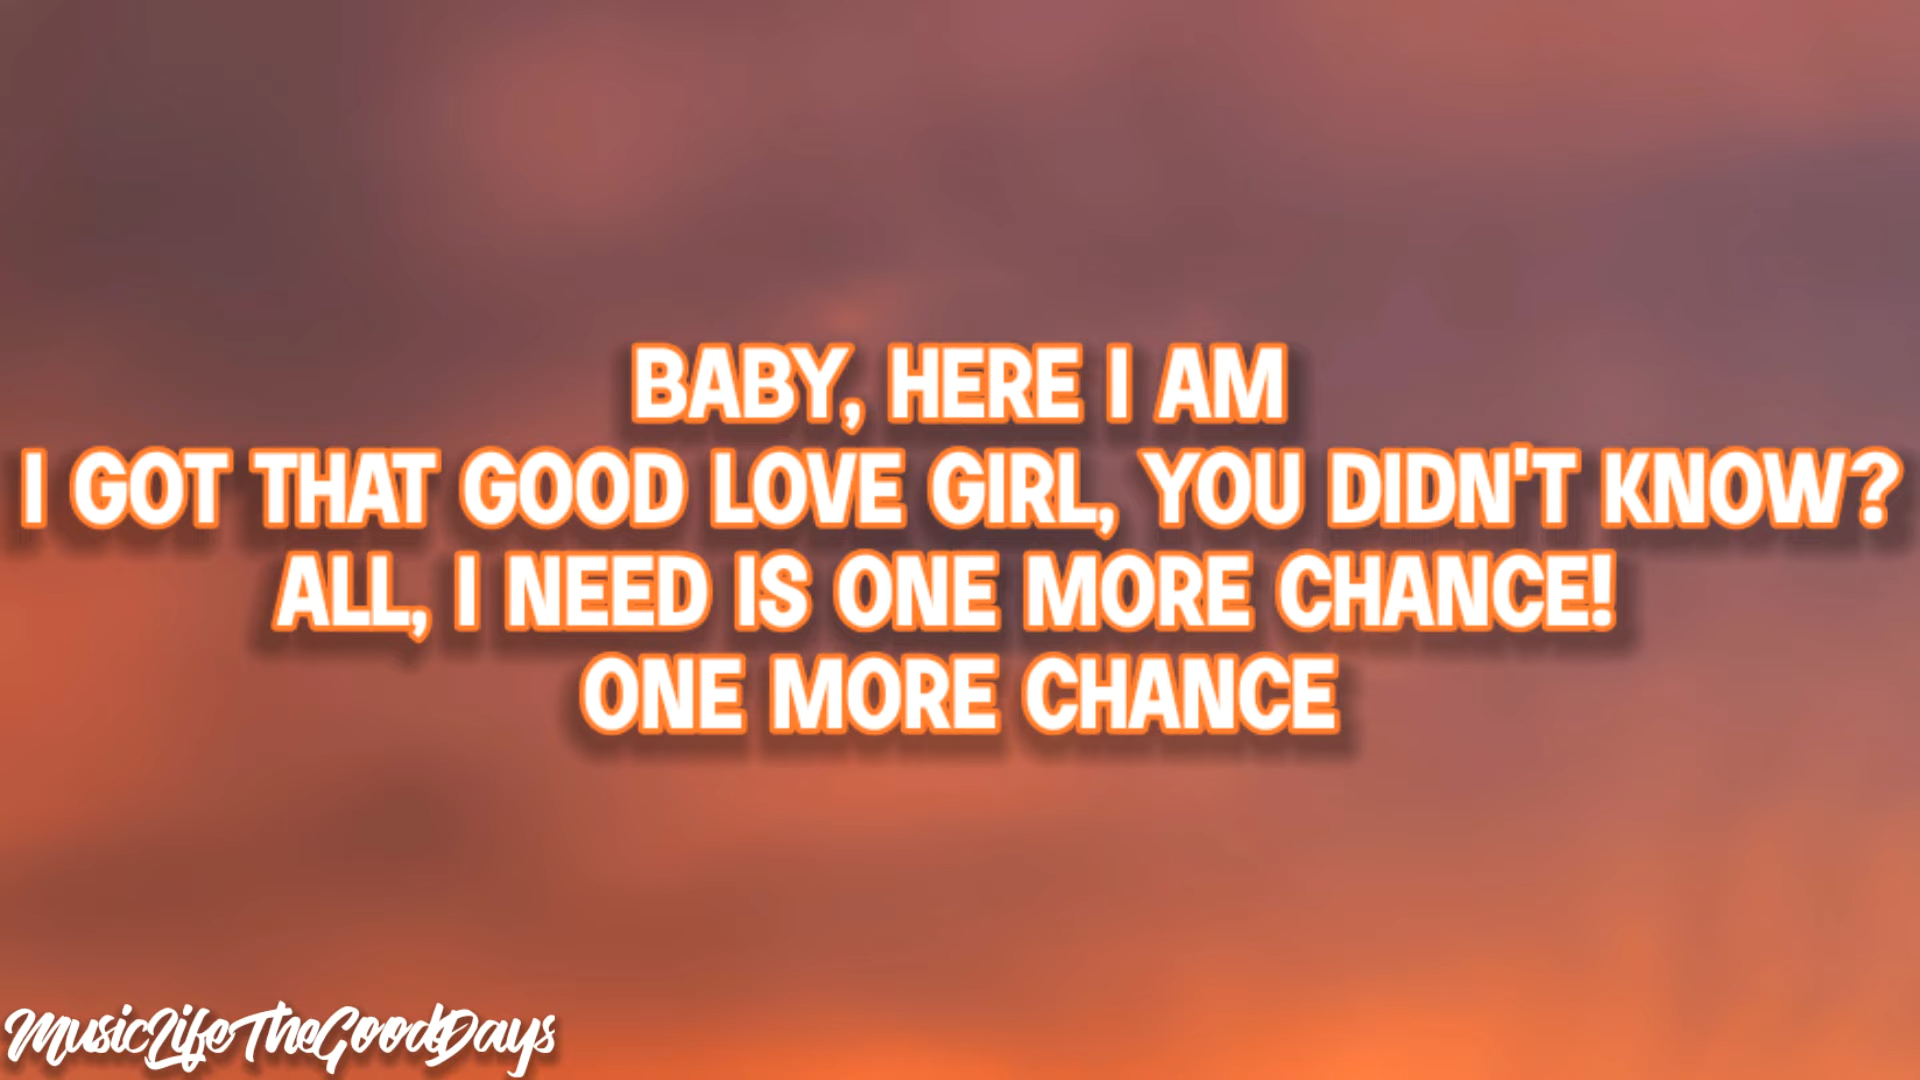 BABY, HERE I AM
I GOT THAT GOOD LOVE GIRL, YOU DIDN'T KNOW?
ALL, I NEED IS ONE MORE CHANCE!
ONE MORE CHANCE
MusicLifeTheGoodDays